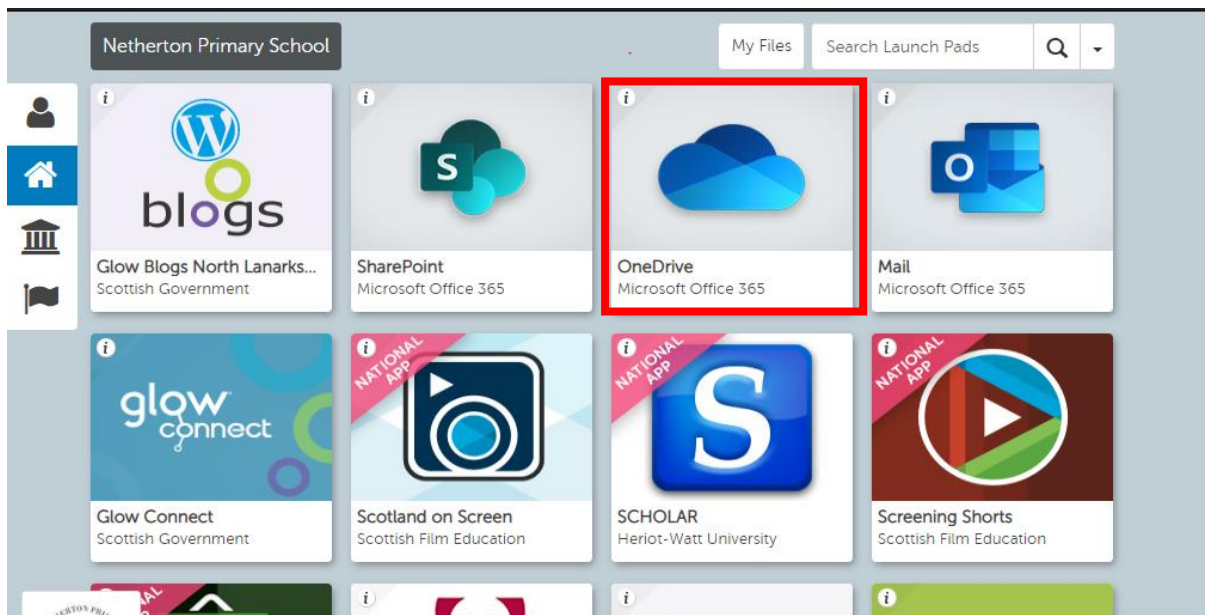 Netherton Primary School
My Files
Search Launch Pads
i
i
i
i
W
blogs
S
O
Glow Blogs North Lanarks...
Scottish Government
SharePoint
Microsoft Office 365
OneDrive
Microsoft Office 365
Mail
Microsoft Office 365
i
i
NATIONAL APP
i
NATIONAL APP
i
NATIONAL APP
glow
connect
S
Glow Connect
Scottish Government
Scotland on Screen
Scottish Film Education
SCHOLAR
Heriot-Watt University
Screening Shorts
Scottish Film Education
i
i
i